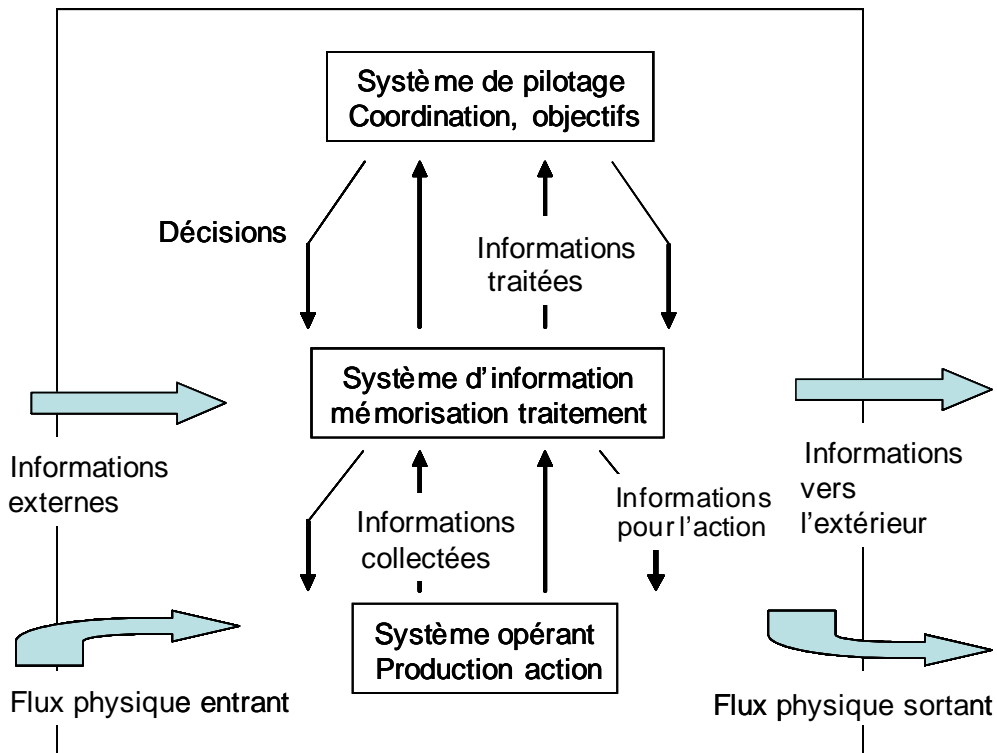 Système de pilotage
Coordination, objectifs
Décisions
Informations
traitées
Système d'information
mémorisation traitement
Informations
externes
Informations
vers
l'extérieur
Informations
collectées
Informations
pour l'action
Système opérant
Production action
Flux physique entrant
Flux physique sortant